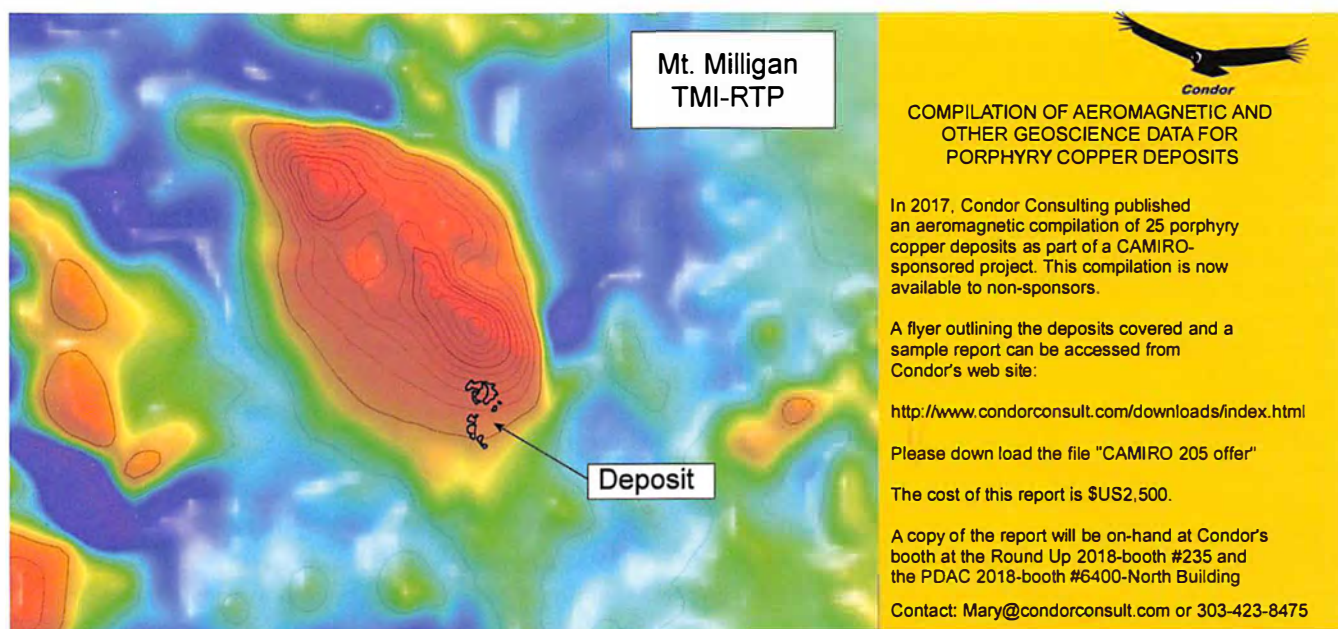 Mt. Milligan
TMI-RTP
Deposit
Condor
COMPILATION OF AEROMAGNETIC AND
OTHER GEOSCIENCE DATA FOR
PORPHYRY COPPER DEPOSITS
In 2017, Condor Consulting published
an aeromagnetic compilation of 25 porphyry
copper deposits as part of a CAMIRO-
sponsored project. This compilation is now
available to non-sponsors.
A flyer outlining the deposits covered and a
sample report can be accessed from
Condor's web site:
http://www.condorconsult.com/downloads/index.html
Please down load the file "CAMIRO 205 offer"
The cost of this report is $US2,500.
A copy of the report will be on-hand at Condor's
booth at the Round Up 2018-booth #235 and
the PDAC 2018-booth #6400-North Building
Contact: Mary@condorconsult.com or 303-423-8475